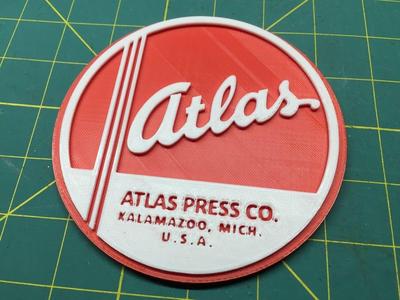 Atlas
ATLAS PRESS CO.
KALAMAZOO, MICH.
U.S.A.